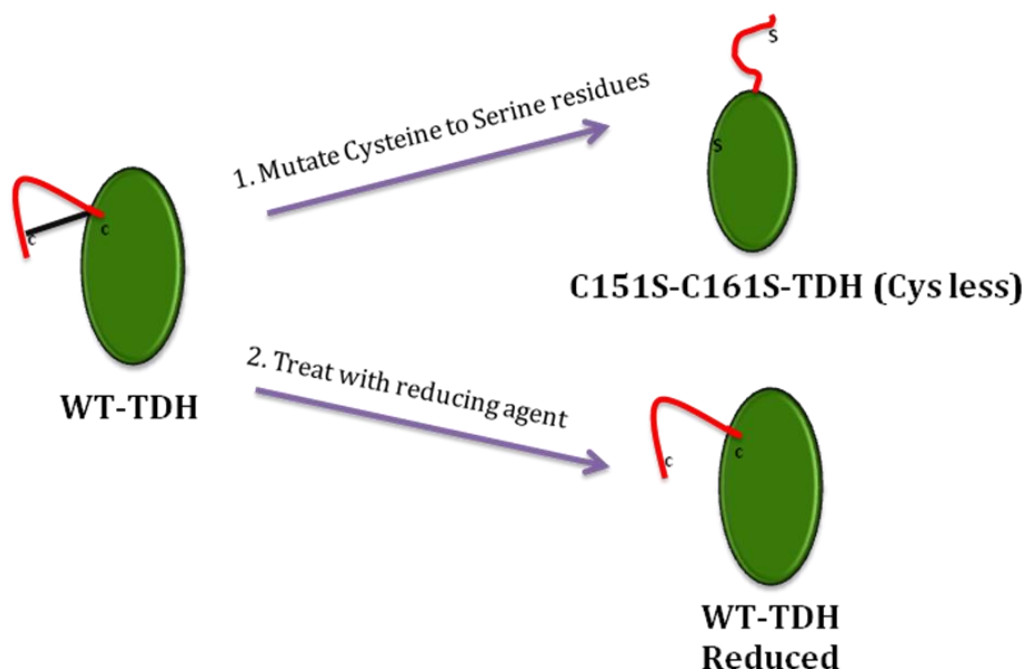 S
1. Mutate Cysteine to Serine residues
S
C
C
C151S-C161S-TDH (Cys less)
2. Treat with reducing agent
WT-TDH
C
C
WT-TDH
Reduced